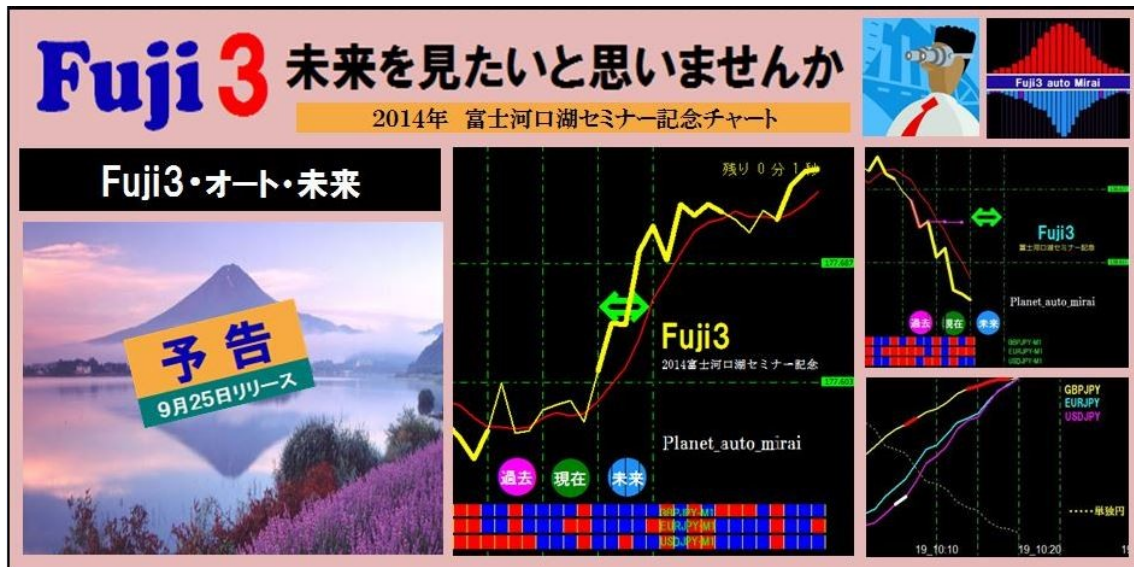 Fuji3 未来を見たいと思いませんか
2014年 富士河口湖セミナー記念チャート
Fuji3 auto Mirai
Fuji3・オート・未来
予告
9月25日リリース
残り 0 分 1 秒
177.687
Fuji3
2014富士河口湖セミナー記念
177.603
Planet_auto_mirai
過去 現在 未来
GBPJPY-M1
EURJPY-M1
USDJPY-M1
Fuji3
富士河口湖セミナー記念
Planet_auto_mirai
過去 現在 未来
GBPJPY-M1
EURJPY-M1
USDJPY-M1
GBPJPY
EURJPY
USDJPY
単独円
19_10:10 19_10:20